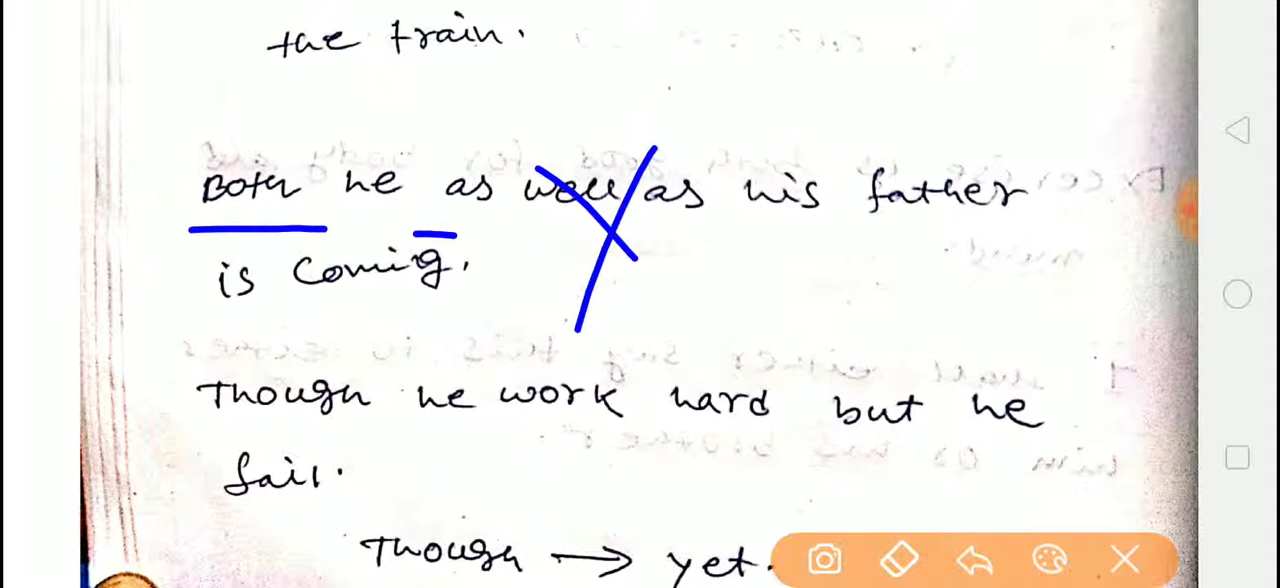 the train.
Both he as well as his father
is coming.
Though he work hard but he
fail.
Though → yet.